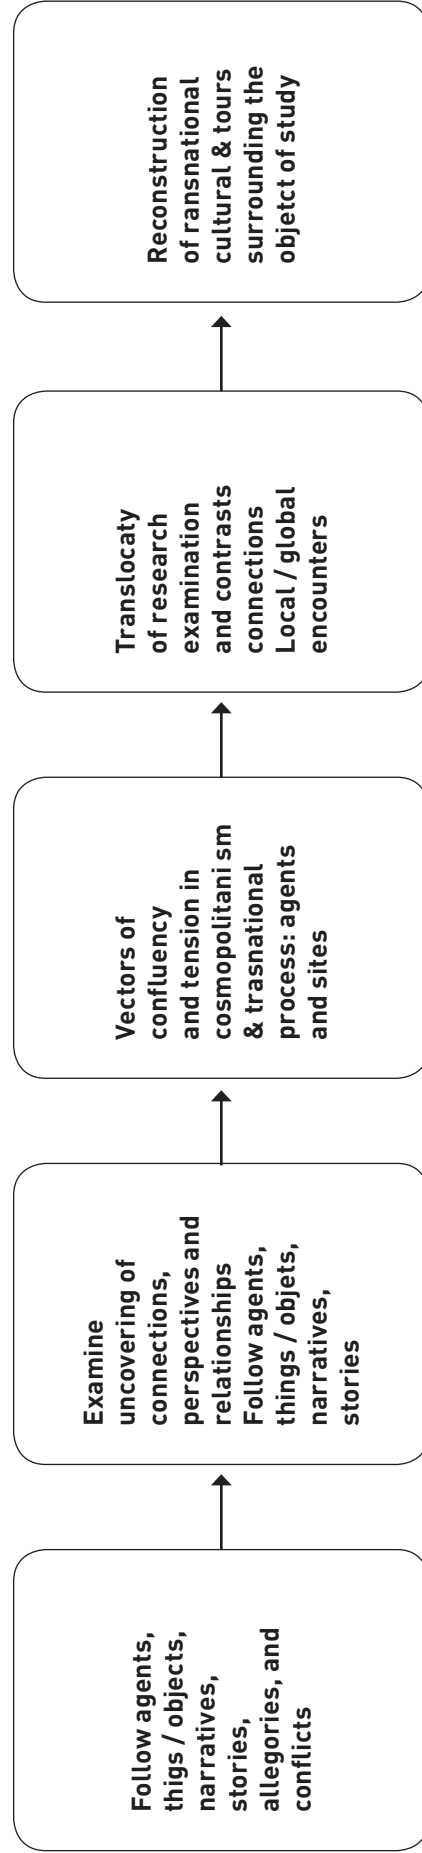 Follow agents,
thigs / objects,
narratives,
stories,
allegories, and
conflicts
Examine
uncovering of
connections,
perspectives and
relationships
Follow agents,
things / objets,
narratives,
stories
Vectors of
confluency
and tension in
cosmopolitani sm
& trasnational
process: agents
and sites
Translocaty
of research
examination
and contrasts
connections
Local / global
encounters
Reconstruction
of ransnational
cultural & tours
surrounding the
objetct of study